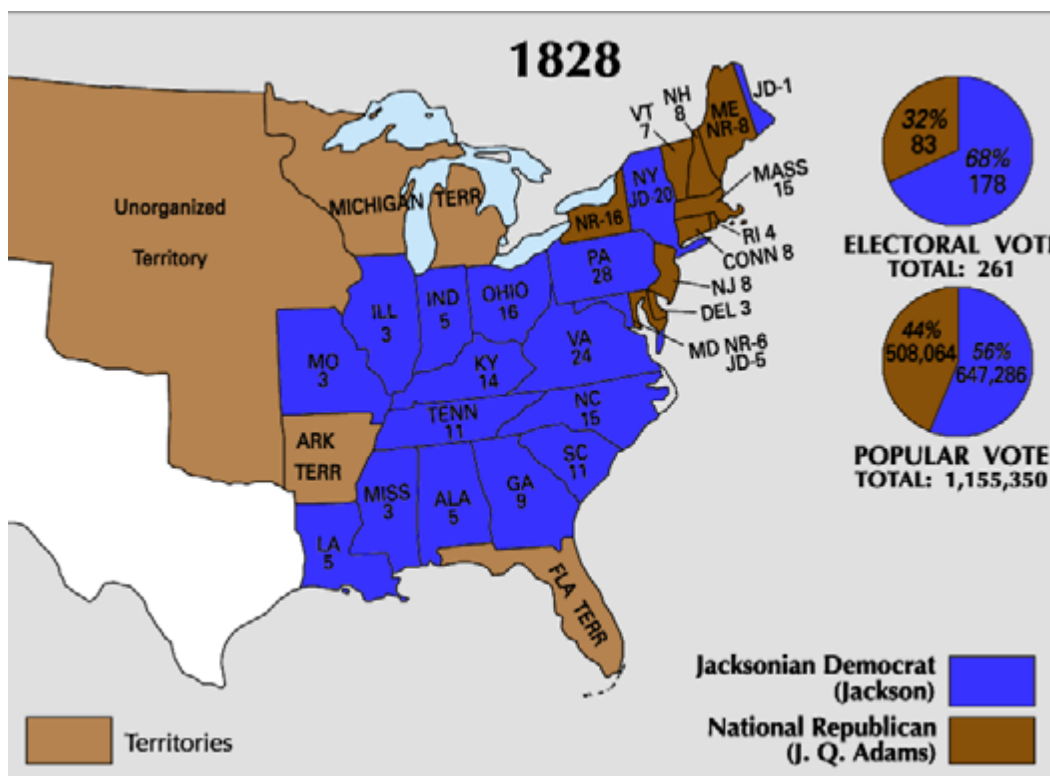 1828
JD-1
NH
8
VT
7
ME
NR-8
MASS
15
NY
JD-20
NR-16
RI 4
CONN 8
NJ 8
DEL 3
MD NR-6
JD-5
MICHIGAN TERR
Unorganized
Territory
PA
28
OHIO
16
IND
5
ILL
3
MO
3
VA
24
KY
14
TENN
11
NC
15
SC
11
ARK
TERR
MISS
3
ALA
5
GA
9
LA
5
FLA TERR
32%
83
68%
178
ELECTORAL VOTE
TOTAL: 261
44%
508,064
56%
647,286
POPULAR VOTE
TOTAL: 1,155,350
Jacksonian Democrat
(Jackson)
National Republican
(J. Q. Adams)
Territories